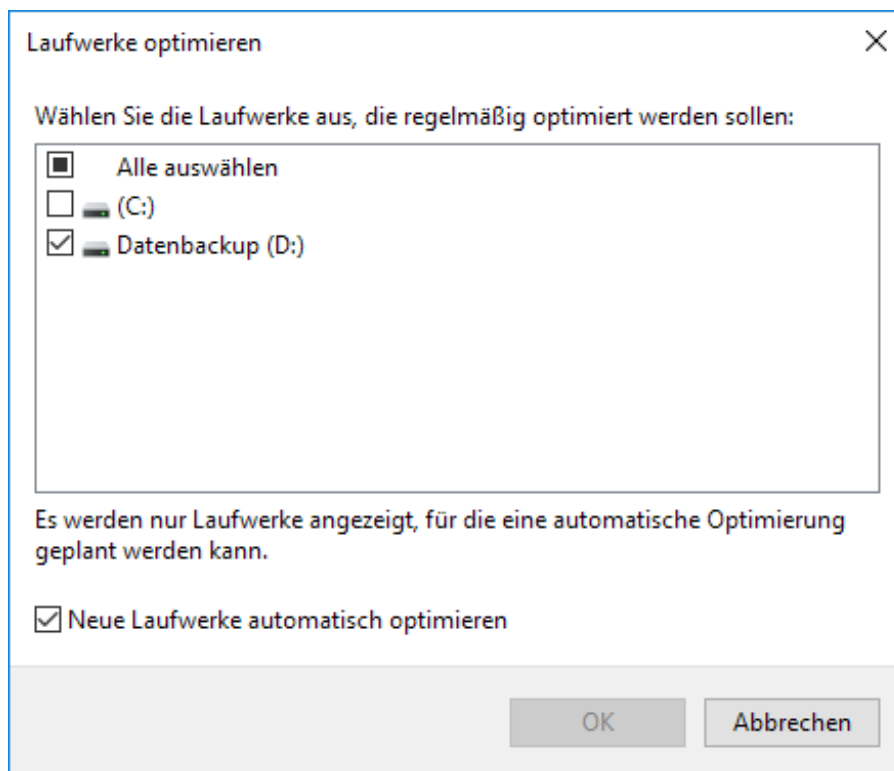 Laufwerke optimieren
Wählen Sie die Laufwerke aus, die regelmäßig optimiert werden sollen:
Alle auswählen
(C:)
Datenbackup (D:)
Es werden nur Laufwerke angezeigt, für die eine automatische Optimierung
geplant werden kann.
Neue Laufwerke automatisch optimieren
OK
Abbrechen